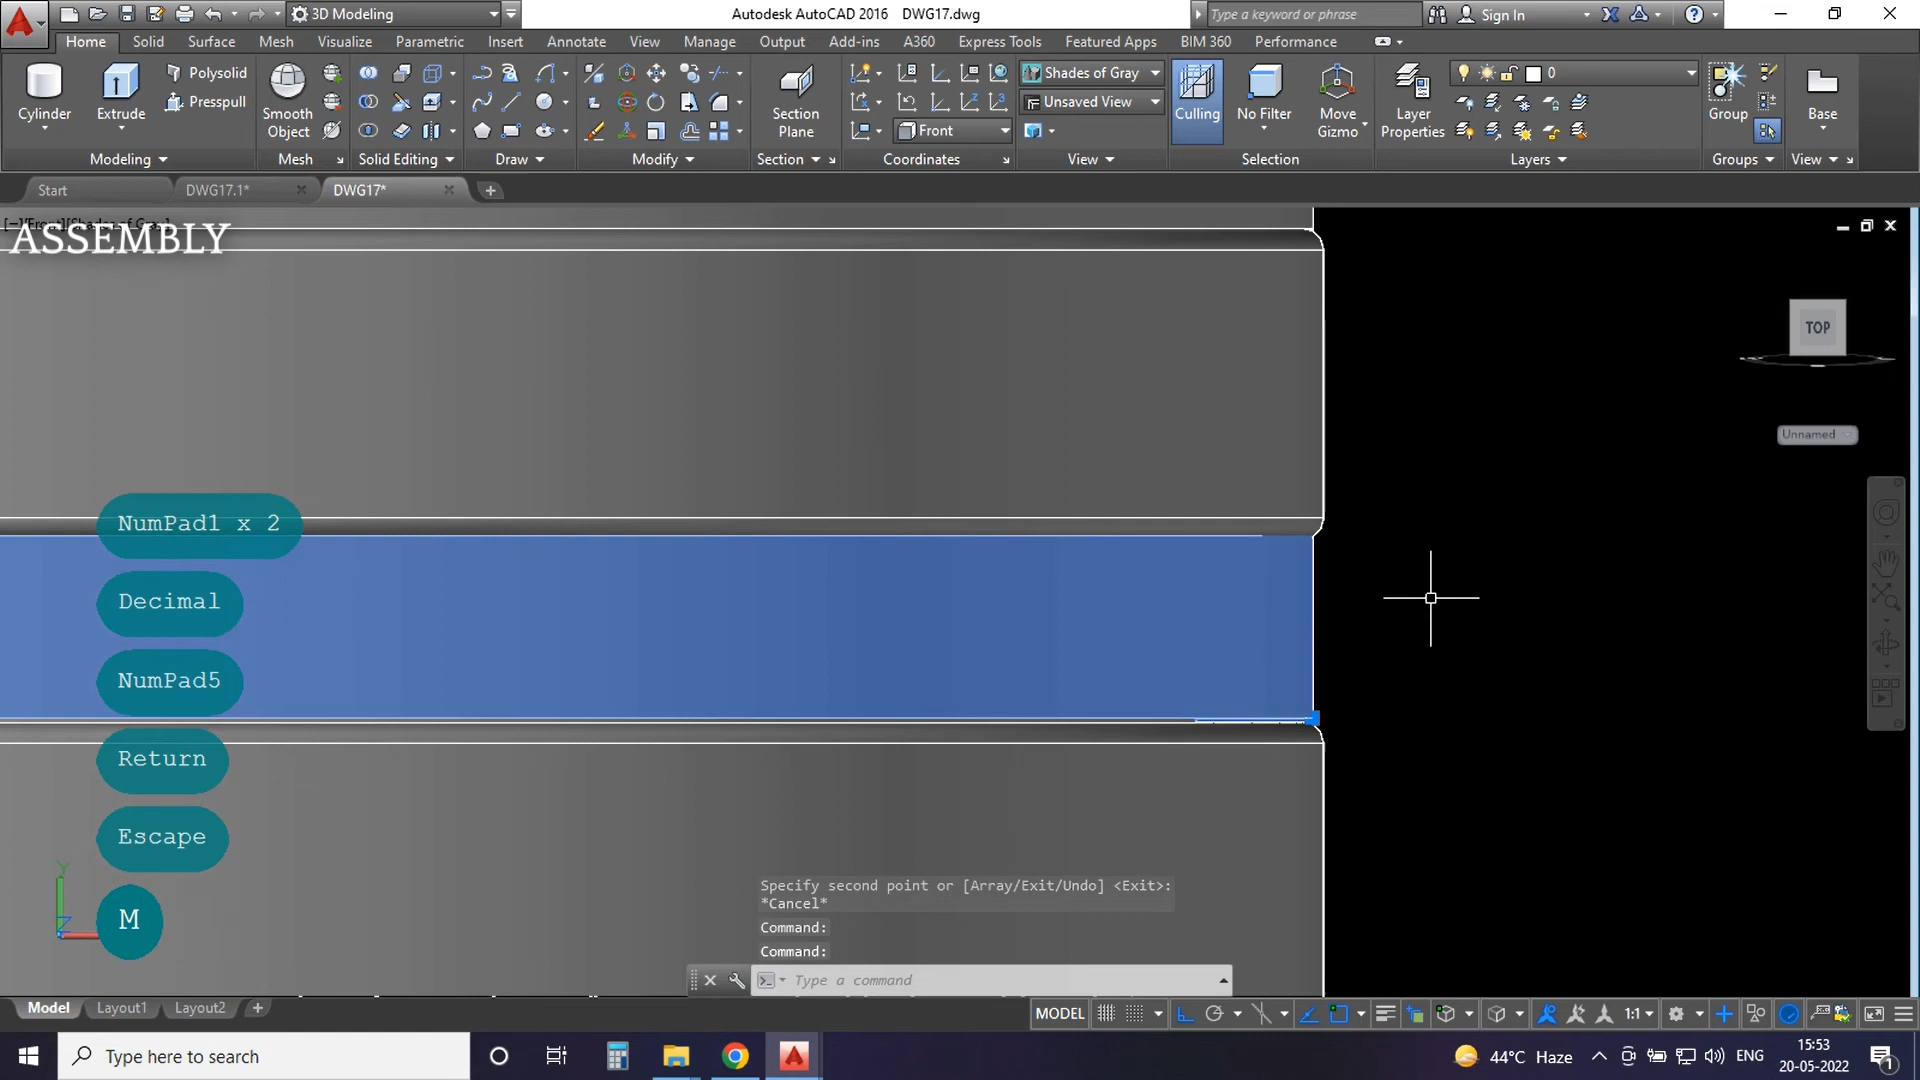 3D Modeling
Autodesk AutoCAD 2016 DWG17.dwg
Type a keyword or phrase
Sign In
Home Solid Surface Mesh Visualize Parametric Insert Annotate View Manage Output Add-ins A360 Express Tools Featured Apps BIM 360 Performance
Cylinder
Extrude
Polysolid
Presspull
Smooth Object
Section Plane
Front
Shades of Gray
Unsaved View
Culling
No Filter
Move Gizmo
Layer Properties
0
Group
Base
Modeling Mesh Solid Editing Draw Modify Section Coordinates View Selection Layers Groups View
Start DWG17.1* DWG17*
[−][Front][Shades of Gray]
ASSEMBLY
TOP
Unnamed
NumPad1 x 2
Decimal
NumPad5
Return
Escape
M
Y
Specify second point or [Array/Exit/Undo] <Exit>:
*Cancel*
Command:
Command:
Type a command
Model Layout1 Layout2
MODEL
1:1
Type here to search
44°C Haze
ENG
15:53
20-05-2022
1